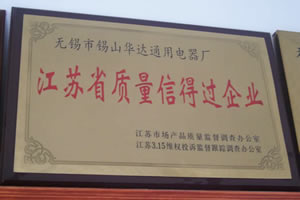 无锡市锡山华达通用电器厂
江苏省质量信得过企业
江苏市场产品质量监督调查办公室
江苏3.15维权投诉监督跟踪调查办公室